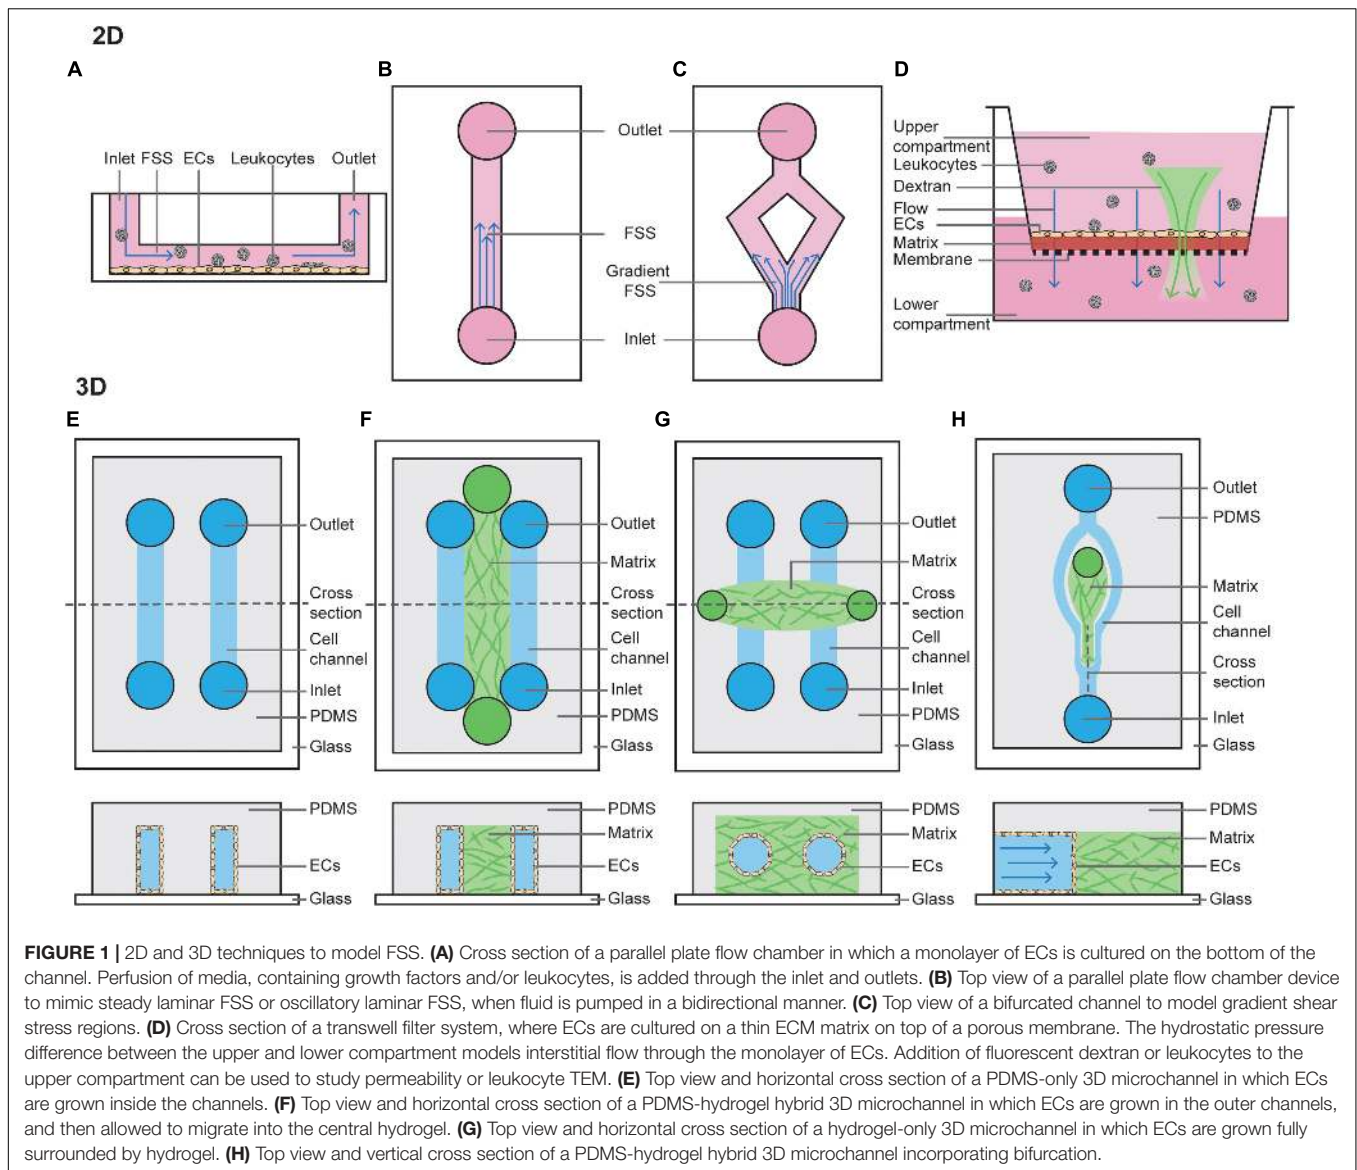 2D
A
B
C
D
Inlet FSS ECs Leukocytes Outlet
Outlet
FSS
Gradient
FSS
Inlet
Upper
compartment
Leukocytes
Dextran
Flow
ECs
Matrix
Membrane
Lower
compartment
3D
E
F
G
H
Outlet
Cross
section
Cell
channel
Inlet
PDMS
Glass
Outlet
Matrix
Cross
section
Cell
channel
Inlet
PDMS
Glass
Outlet
Matrix
Cross
section
Cell
channel
Inlet
PDMS
Glass
Outlet
PDMS
Matrix
Cell
channel
Cross
section
Inlet
Glass
PDMS
ECs
Glass
PDMS
Matrix
ECs
Glass
PDMS
Matrix
ECs
Glass
PDMS
Matrix
ECs
Glass
FIGURE 1 | 2D and 3D techniques to model FSS. (A) Cross section of a parallel plate flow chamber in which a monolayer of ECs is cultured on the bottom of the
channel. Perfusion of media, containing growth factors and/or leukocytes, is added through the inlet and outlets. (B) Top view of a parallel plate flow chamber device
to mimic steady laminar FSS or oscillatory laminar FSS, when fluid is pumped in a bidirectional manner. (C) Top view of a bifurcated channel to model gradient shear
stress regions. (D) Cross section of a transwell filter system, where ECs are cultured on a thin ECM matrix on top of a porous membrane. The hydrostatic pressure
difference between the upper and lower compartment models interstitial flow through the monolayer of ECs. Addition of fluorescent dextran or leukocytes to the
upper compartment can be used to study permeability or leukocyte TEM. (E) Top view and horizontal cross section of a PDMS-only 3D microchannel in which ECs
are grown inside the channels. (F) Top view and horizontal cross section of a PDMS-hydrogel hybrid 3D microchannel in which ECs are grown in the outer channels,
and then allowed to migrate into the central hydrogel. (G) Top view and horizontal cross section of a hydrogel-only 3D microchannel in which ECs are grown fully
surrounded by hydrogel. (H) Top view and vertical cross section of a PDMS-hydrogel hybrid 3D microchannel incorporating bifurcation.